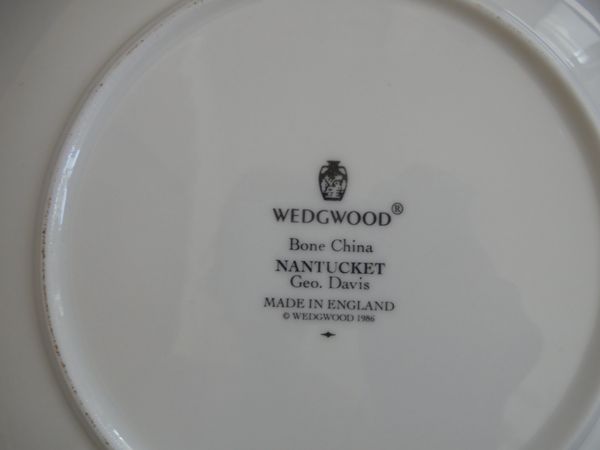 WEDGWOOD®
Bone China
NANTUCKET
Geo. Davis
MADE IN ENGLAND
© WEDGWOOD 1986